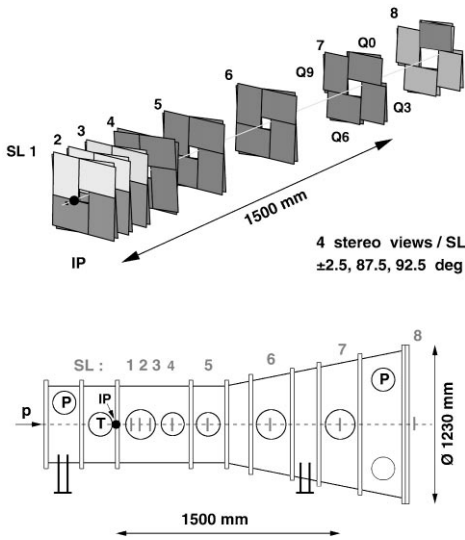 8
7
Q0
6
Q9
5
Q3
4
3
2
Q6
SL 1
1500 mm
IP
4 stereo views / SL
±2.5, 87.5, 92.5 deg
SL : 1 2 3 4 5 6 7 8
P
IP
P
p
T
Ø 1230 mm
1500 mm